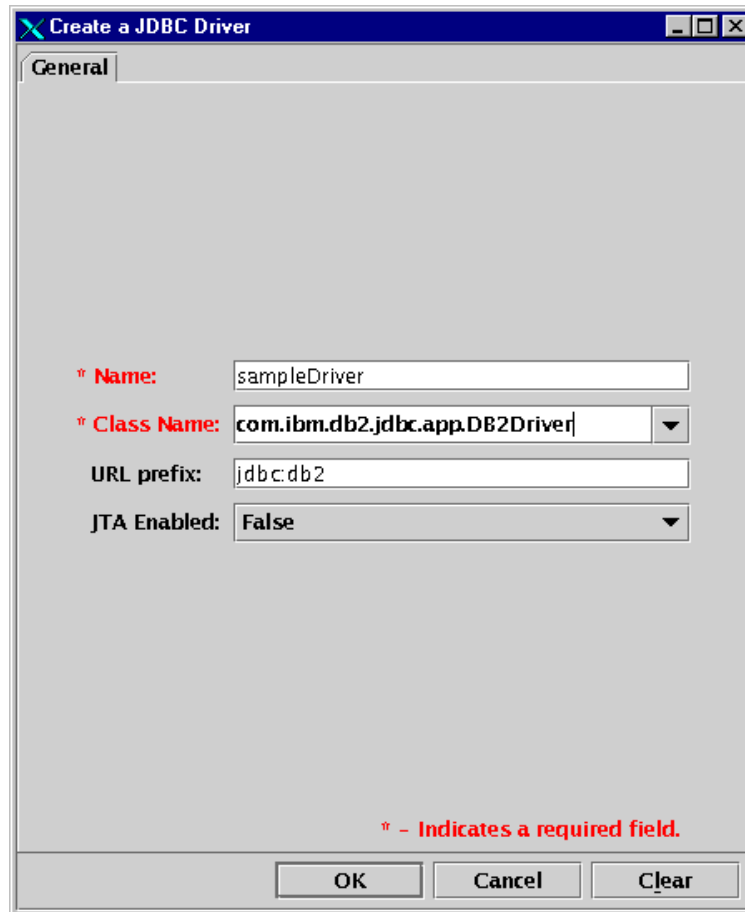 Create a JDBC Driver
General
* Name: sampleDriver
* Class Name: com.ibm.db2.jdbc.app.DB2Driver
URL prefix: jdbc:db2
JTA Enabled: False
* - Indicates a required field.
OK Cancel Clear